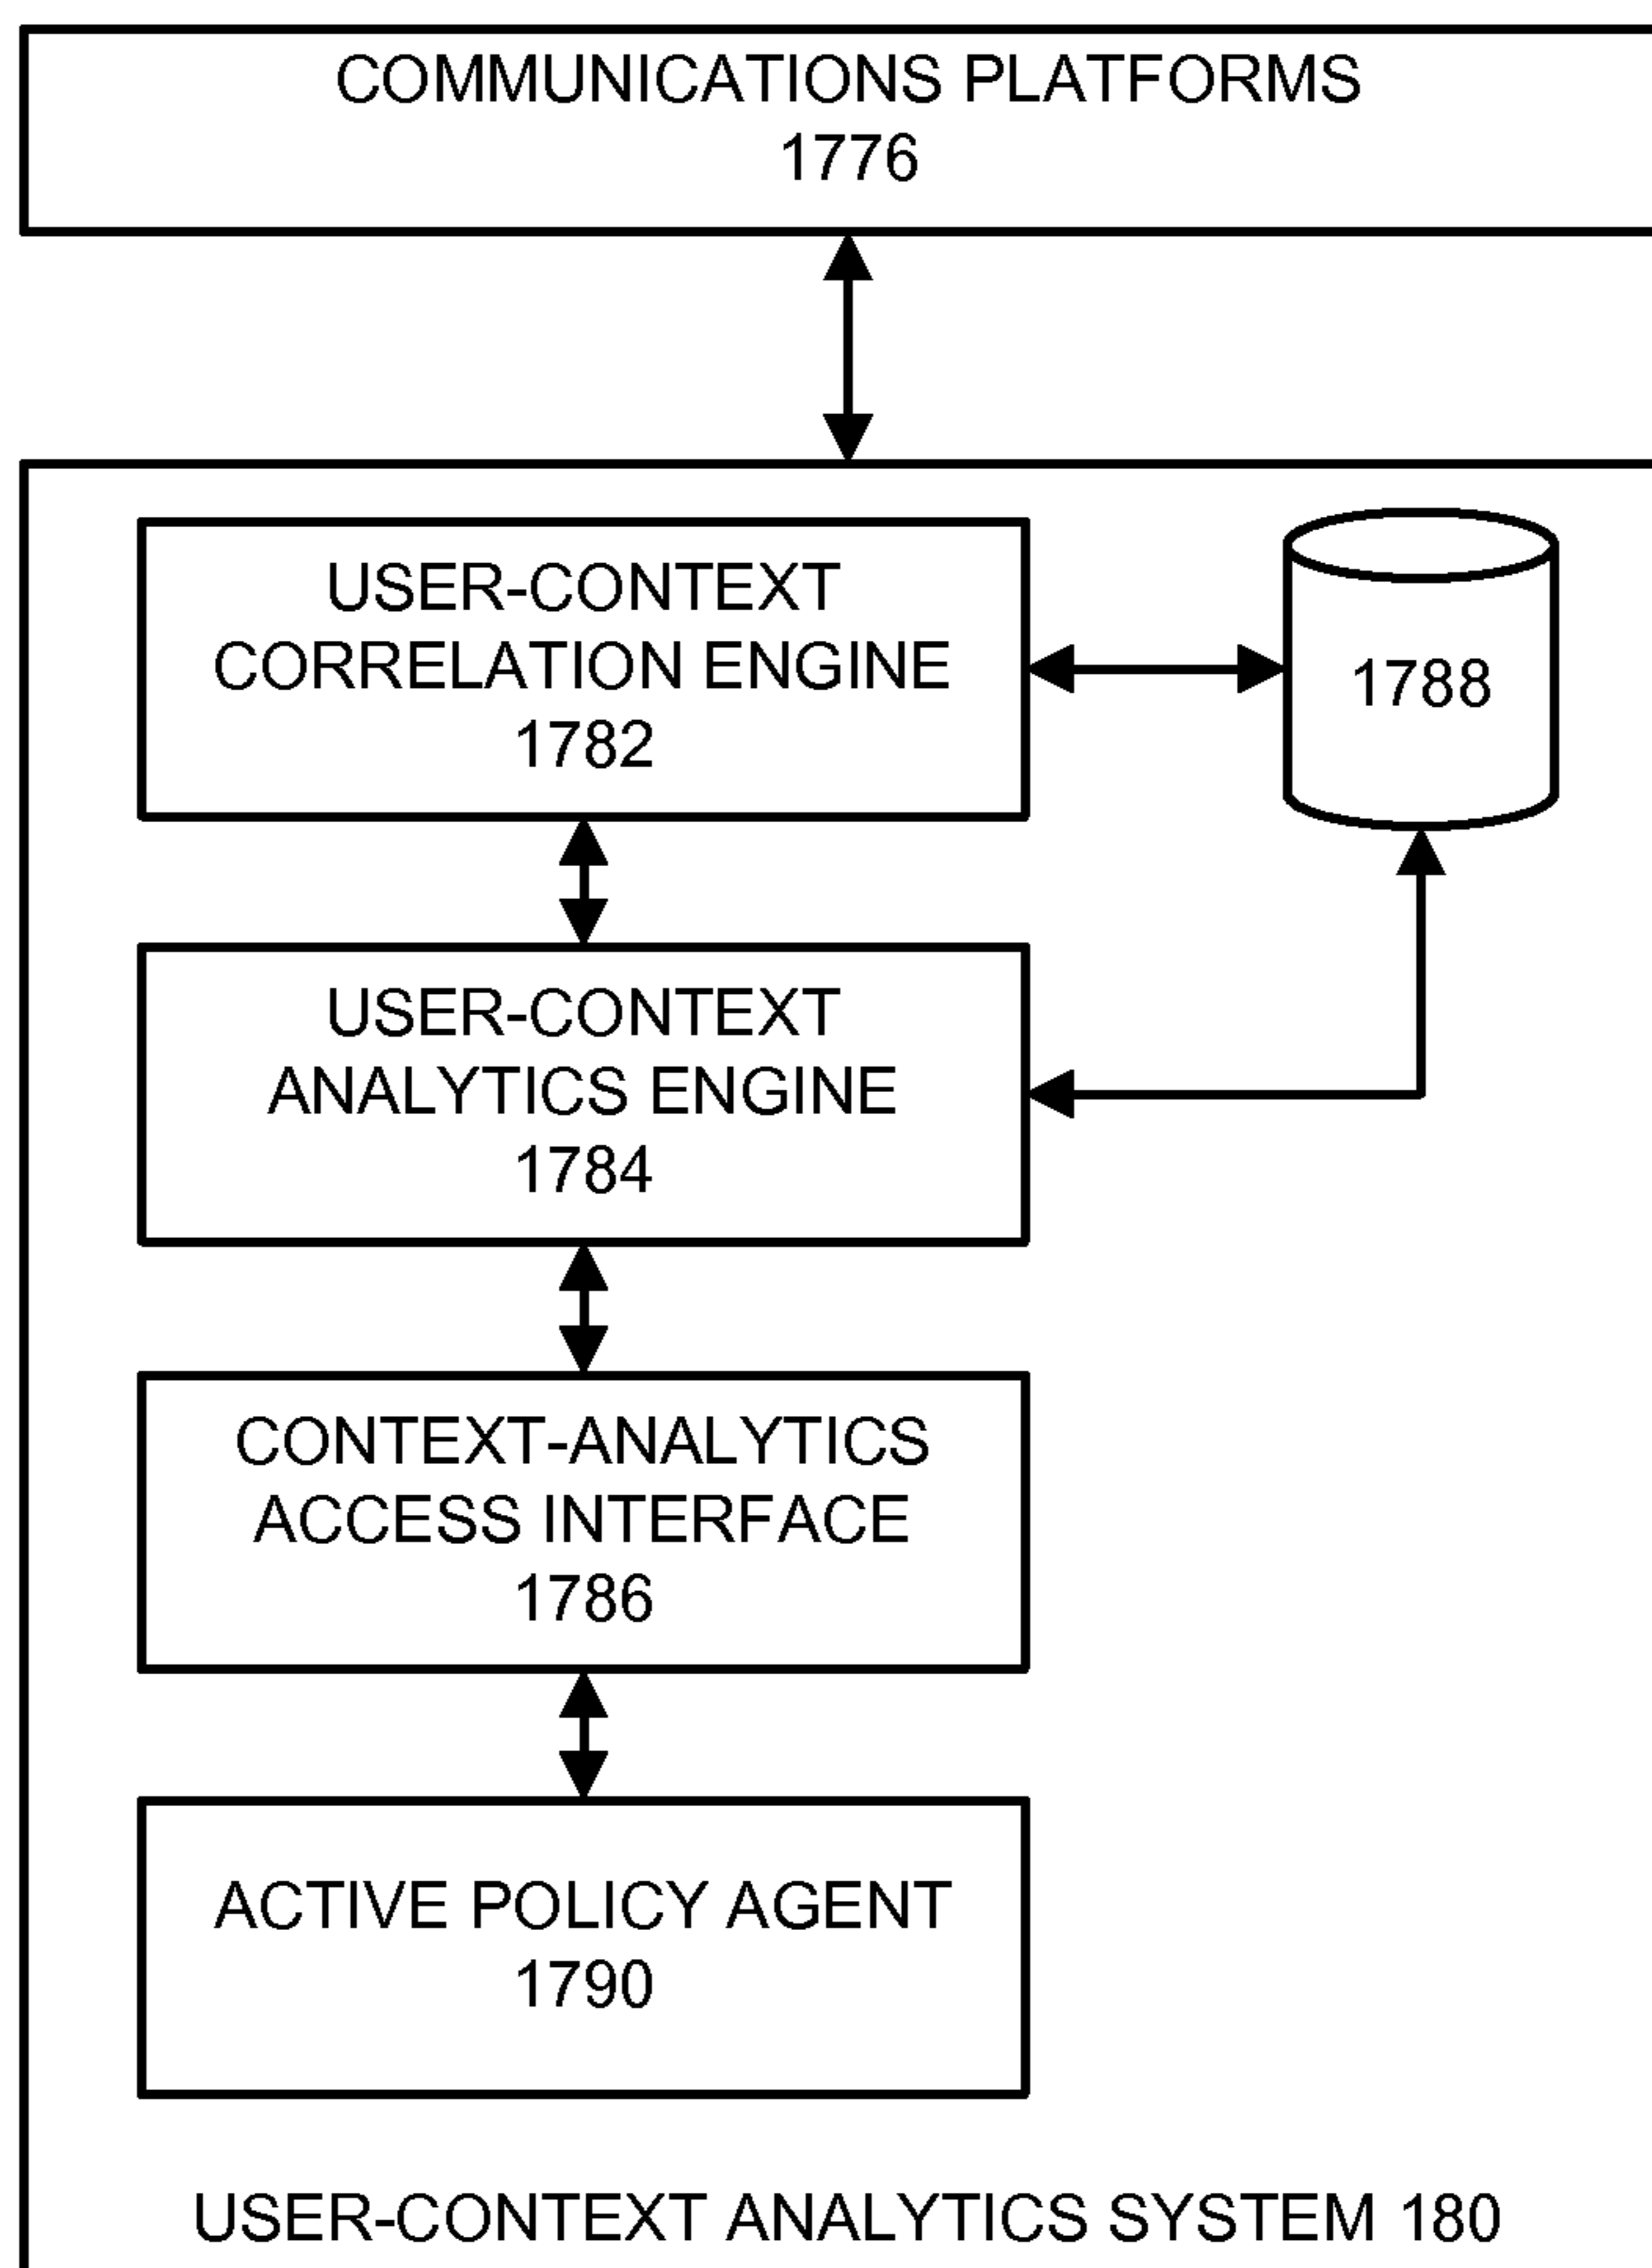 COMMUNICATIONS PLATFORMS
1776
USER-CONTEXT
CORRELATION ENGINE
1782
1788
USER-CONTEXT
ANALYTICS ENGINE
1784
CONTEXT-ANALYTICS
ACCESS INTERFACE
1786
ACTIVE POLICY AGENT
1790
USER-CONTEXT ANALYTICS SYSTEM 180